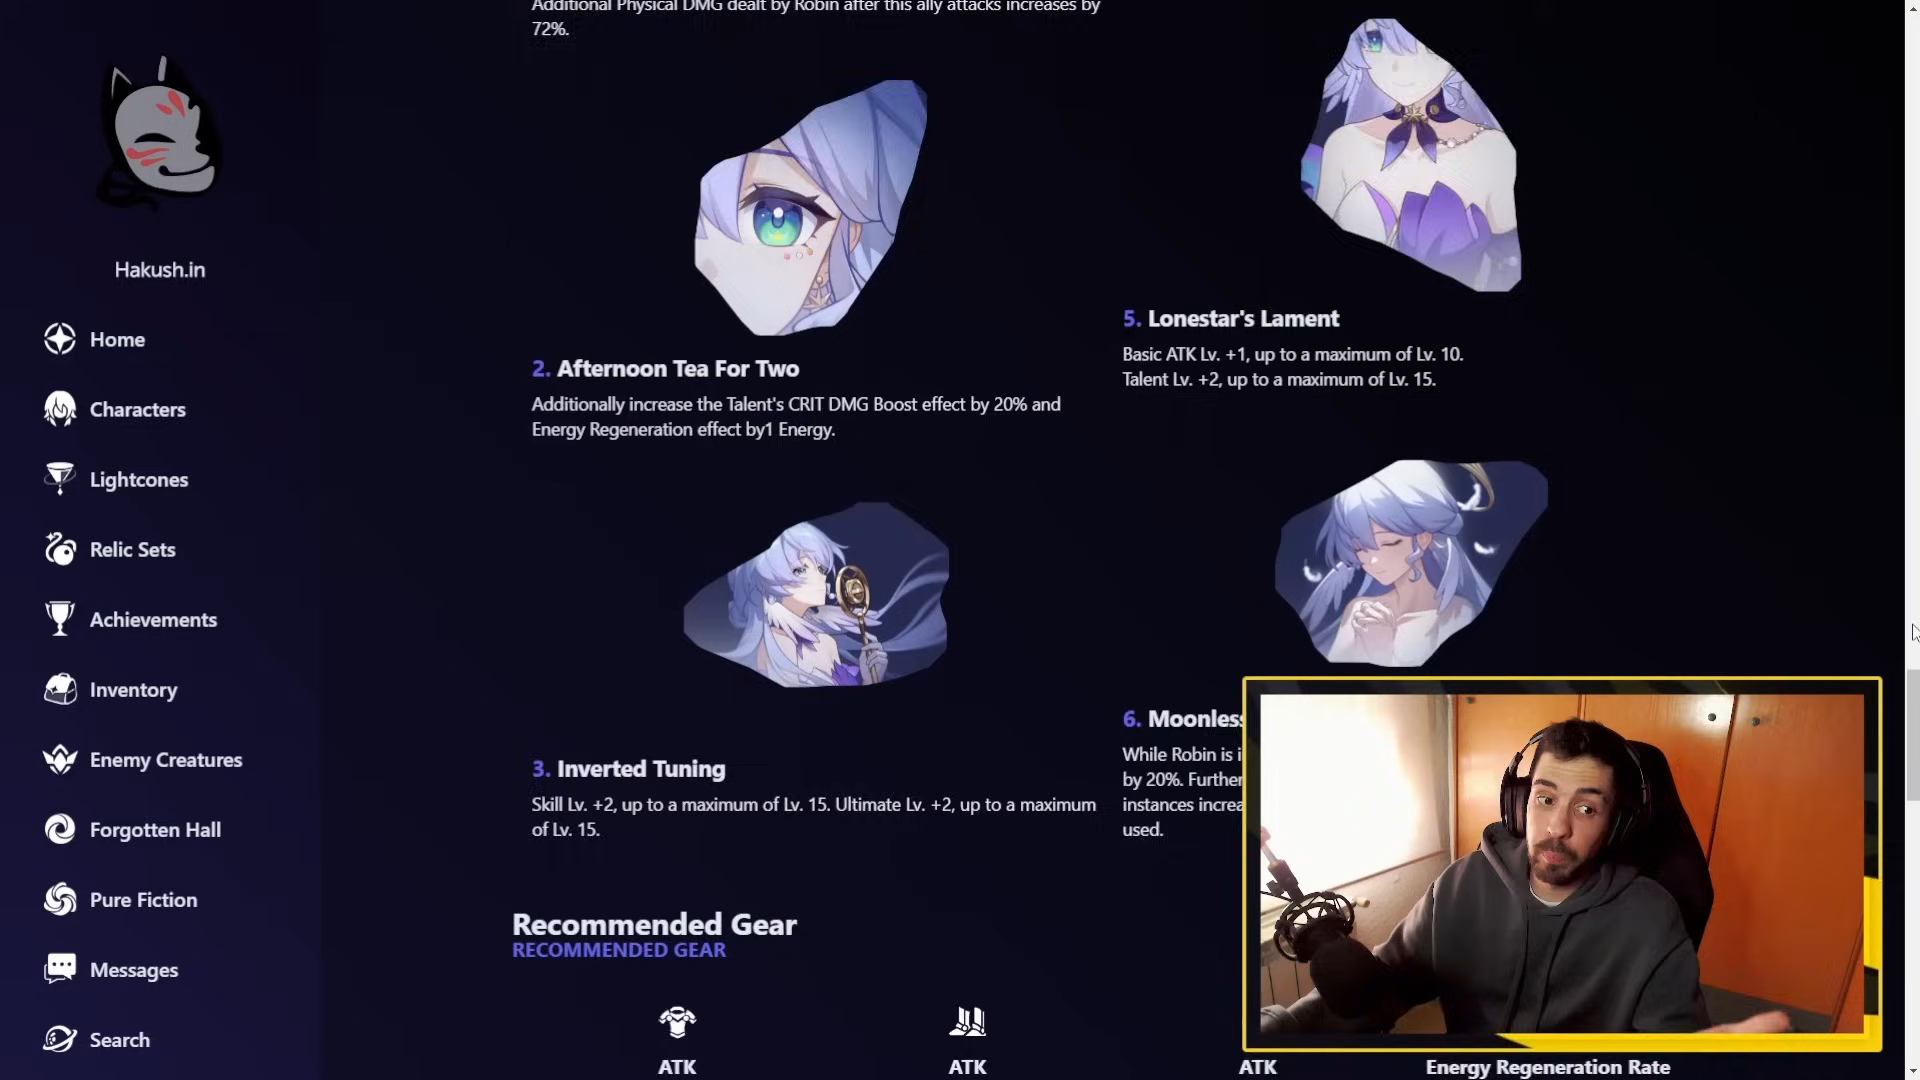 Additional Physical DMG dealt by Robin after this ally attacks increases by
72%.
Hakush.in
Home
Characters
Lightcones
Relic Sets
Achievements
Inventory
Enemy Creatures
Forgotten Hall
Pure Fiction
Messages
Search
2. Afternoon Tea For Two
Additionally increase the Talent's CRIT DMG Boost effect by 20% and
Energy Regeneration effect by1 Energy.
3. Inverted Tuning
Skill Lv. +2, up to a maximum of Lv. 15. Ultimate Lv. +2, up to a maximum
of Lv. 15.
5. Lonestar's Lament
Basic ATK Lv. +1, up to a maximum of Lv. 10.
Talent Lv. +2, up to a maximum of Lv. 15.
6. Moonless
While Robin is i
by 20%. Further
instances increa
used.
Recommended Gear
RECOMMENDED GEAR
ATK
ATK
ATK
Energy Regeneration Rate